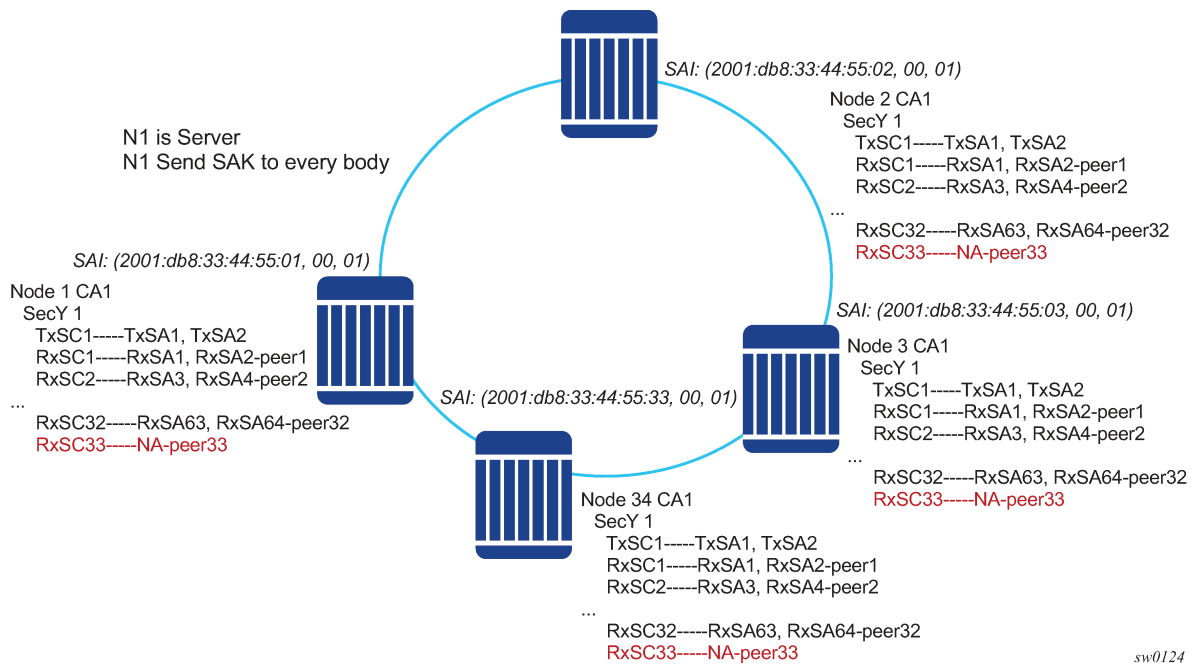 SAI: (2001:db8:33:44:55:02, 00, 01)
Node 2 CA1
SecY 1
TxSC1-----TxSA1, TxSA2
RxSC1-----RxSA1, RxSA2-peer1
RxSC2-----RxSA3, RxSA4-peer2
...
RxSC32-----RxSA63, RxSA64-peer32
RxSC33-----NA-peer33
N1 is Server
N1 Send SAK to every body
SAI: (2001:db8:33:44:55:01, 00, 01)
Node 1 CA1
SecY 1
TxSC1-----TxSA1, TxSA2
RxSC1-----RxSA1, RxSA2-peer1
RxSC2-----RxSA3, RxSA4-peer2
...
RxSC32-----RxSA63, RxSA64-peer32
RxSC33-----NA-peer33
SAI: (2001:db8:33:44:55:03, 00, 01)
Node 3 CA1
SecY 1
TxSC1-----TxSA1, TxSA2
RxSC1-----RxSA1, RxSA2-peer1
RxSC2-----RxSA3, RxSA4-peer2
...
RxSC32-----RxSA63, RxSA64-peer32
RxSC33-----NA-peer33
SAI: (2001:db8:33:44:55:33, 00, 01)
Node 34 CA1
SecY 1
TxSC1-----TxSA1, TxSA2
RxSC1-----RxSA1, RxSA2-peer1
RxSC2-----RxSA3, RxSA4-peer2
...
RxSC32-----RxSA63, RxSA64-peer32
RxSC33-----NA-peer33
sw0124